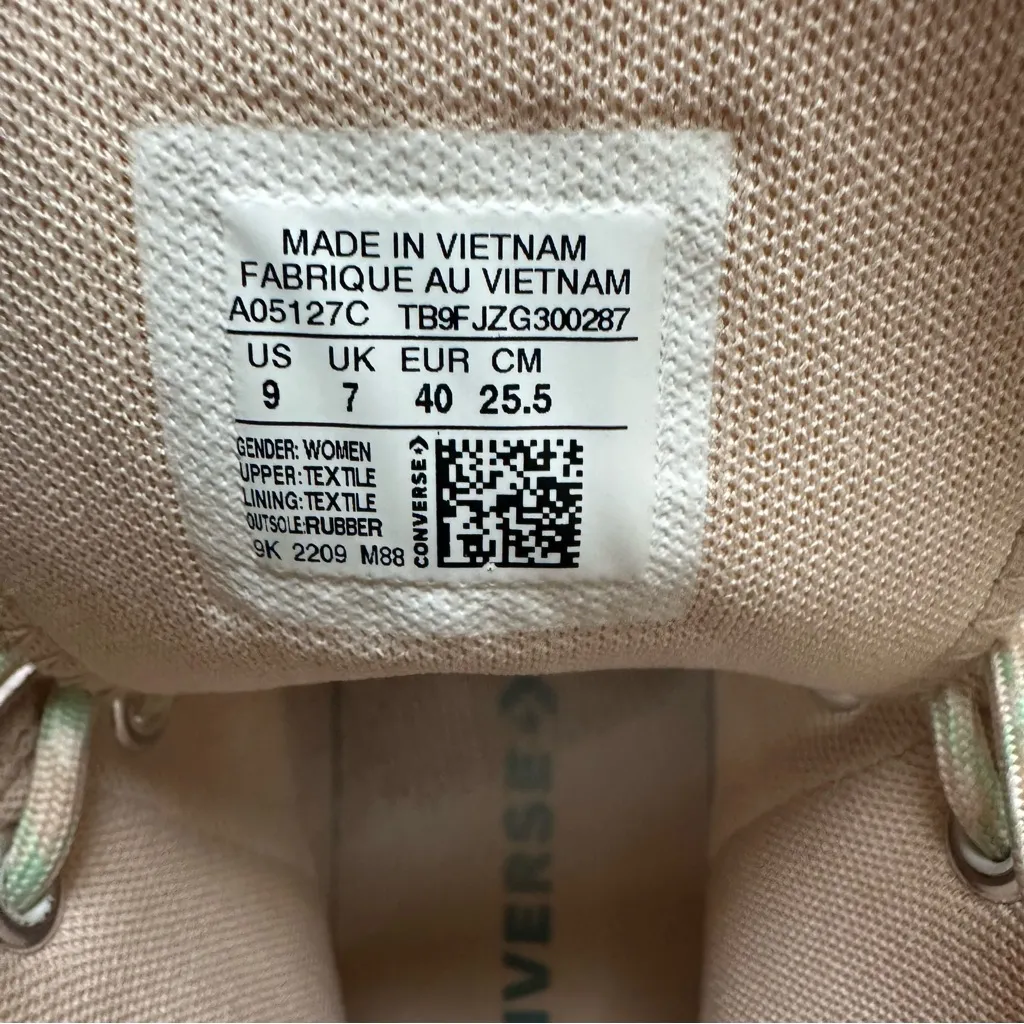 MADE IN VIETNAM
FABRIQUE AU VIETNAM
A05127C TB9FJZG300287
US UK EUR CM
9 7 40 25.5
GENDER: WOMEN
UPPER:TEXTILE
LINING:TEXTILE
OUTSOLE:RUBBER
9K 2209 M88
CONVERSE
NVERSE